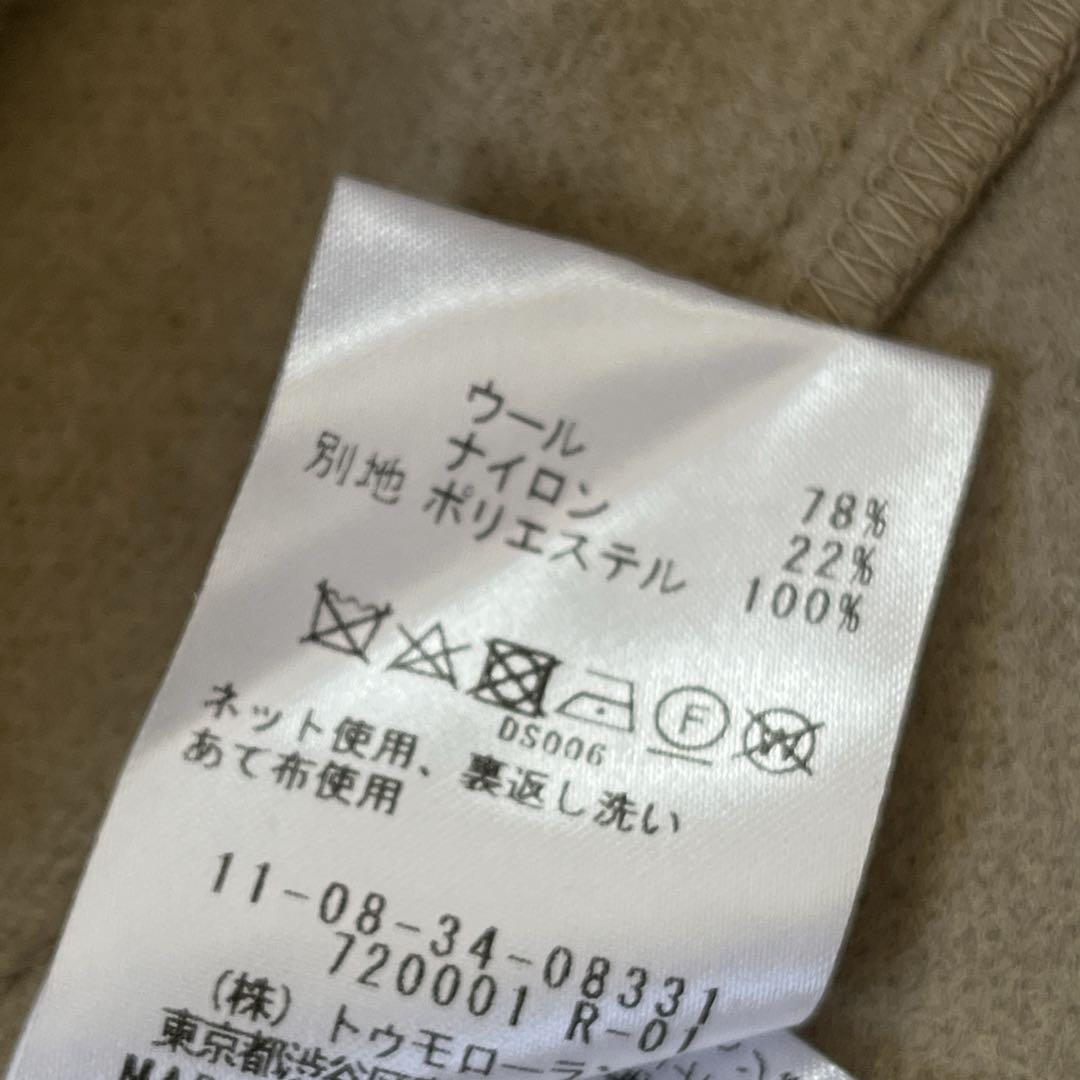 ウール 78%
ナイロン 22%
別地 ポリエステル 100%
F W
DS006
ネット使用、裏返し洗い
あて布使用
11-08-34-08331
720001 R-01
(株)トゥモローラン
東京都渋谷区